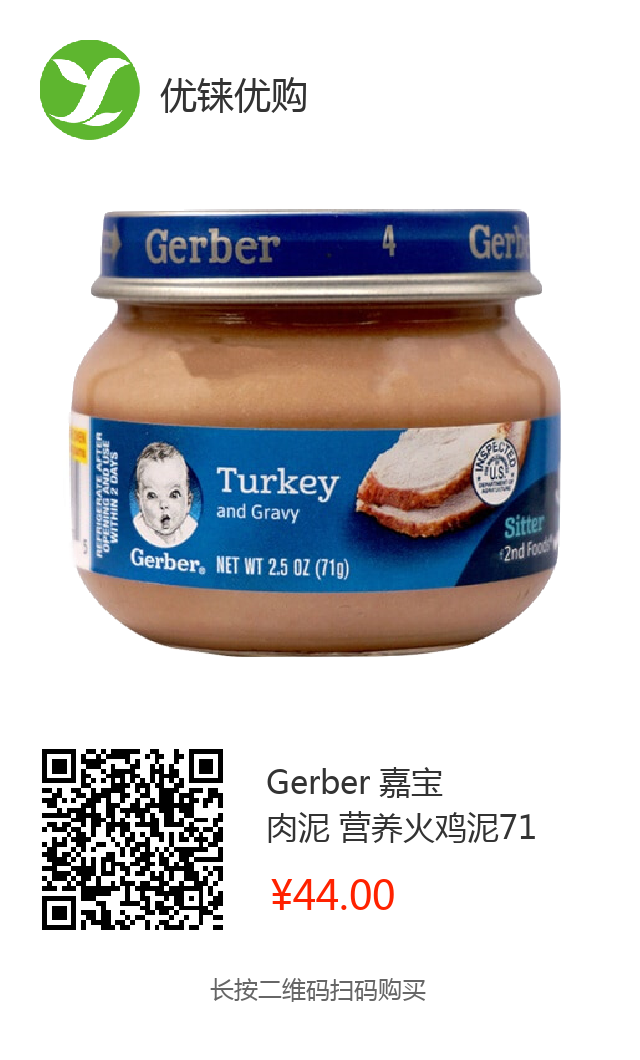 优铼优购
Gerber
4
Gerb
REFRIGERATE AFTER
OPENING AND USE
WITHIN 2 DAYS
Gerber®
Turkey
and Gravy
NET WT 2.5 OZ (71g)
INSPECTED
U.S.
DEPARTMENT OF
AGRICULTURE
Sitter
2nd Foods®
Gerber 嘉宝
肉泥 营养火鸡泥71
¥44.00
长按二维码扫码购买